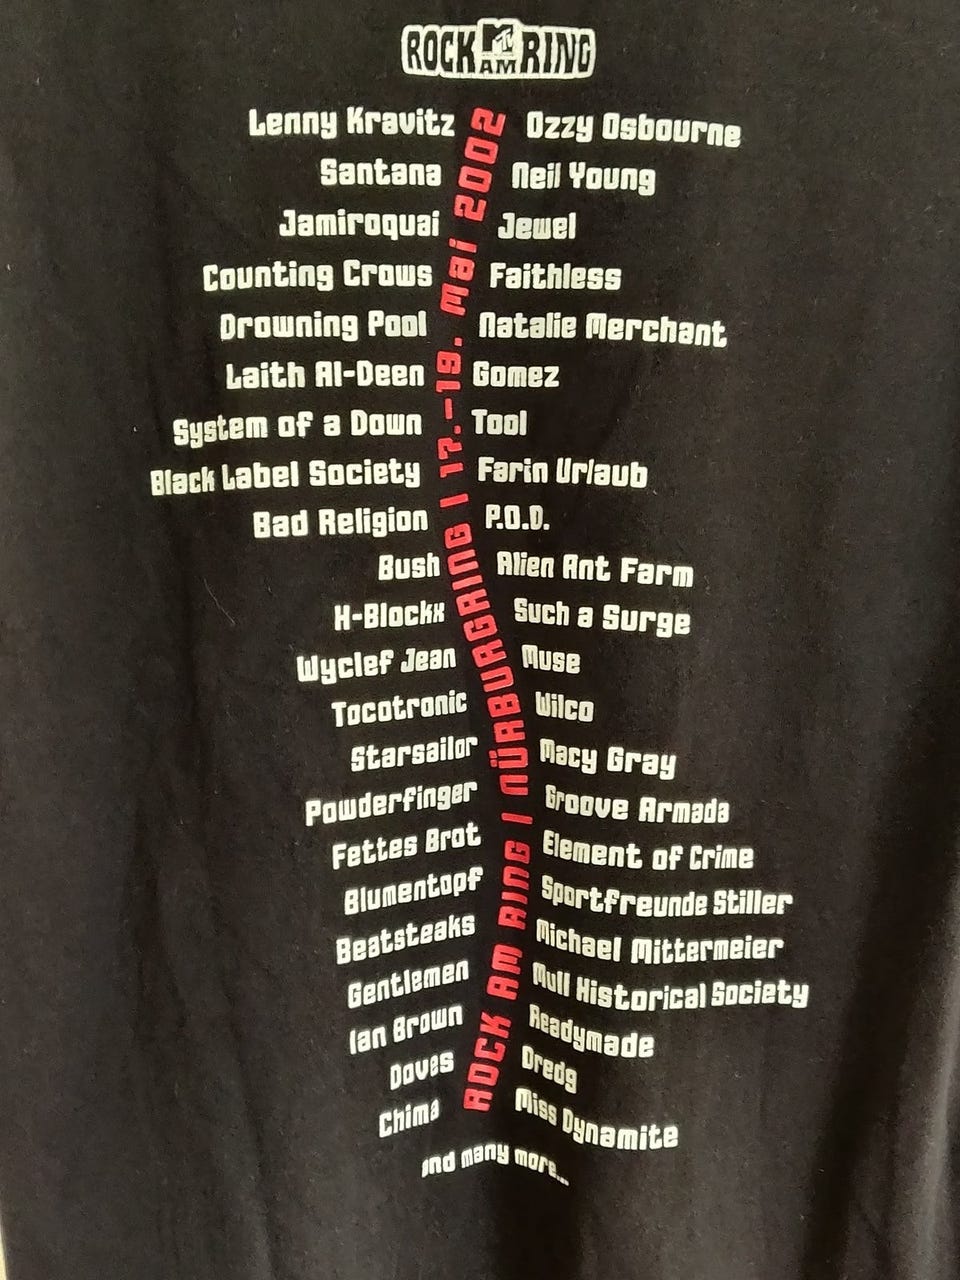 ROCK AM RING
MTV
Lenny Kravitz Ozzy Osbourne
Santana Neil Young
Jamiroquai Jewel
Counting Crows Faithless
Drowning Pool Natalie Merchant
Laith Al-Deen Gomez
System of a Down Tool
Black Label Society Farin Urlaub
Bad Religion P.O.D.
Bush Alien Ant Farm
H-Blockx Such a Surge
Wyclef Jean Muse
Tocotronic Wilco
Starsailor Macy Gray
Powderfinger Groove Armada
Fettes Brot Element of Crime
Blumentopf Sportfreunde Stiller
Beatsteaks Michael Mittermeier
Gentlemen Mull Historical Society
Ian Brown Readymade
Doves Dredg
Chima Miss Dynamite
and many more...
ROCK AM RING | NÜRBURGRING | 17.-19. Mai 2002